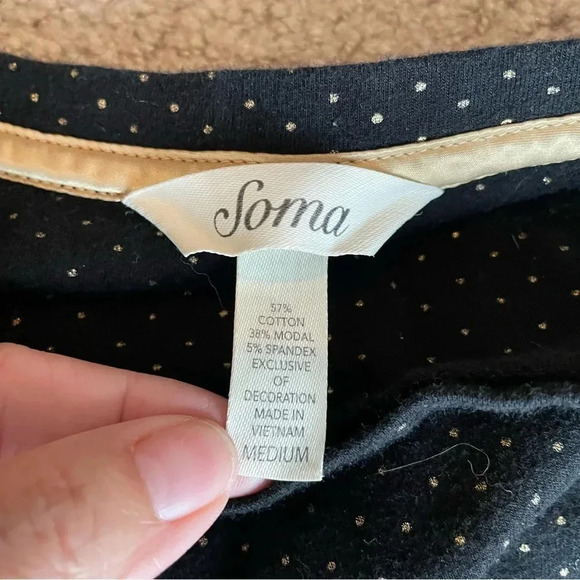 Soma
57%
COTTON
38% MODAL
5% SPANDEX
EXCLUSIVE
OF
DECORATION
MADE IN
VIETNAM
MEDIUM